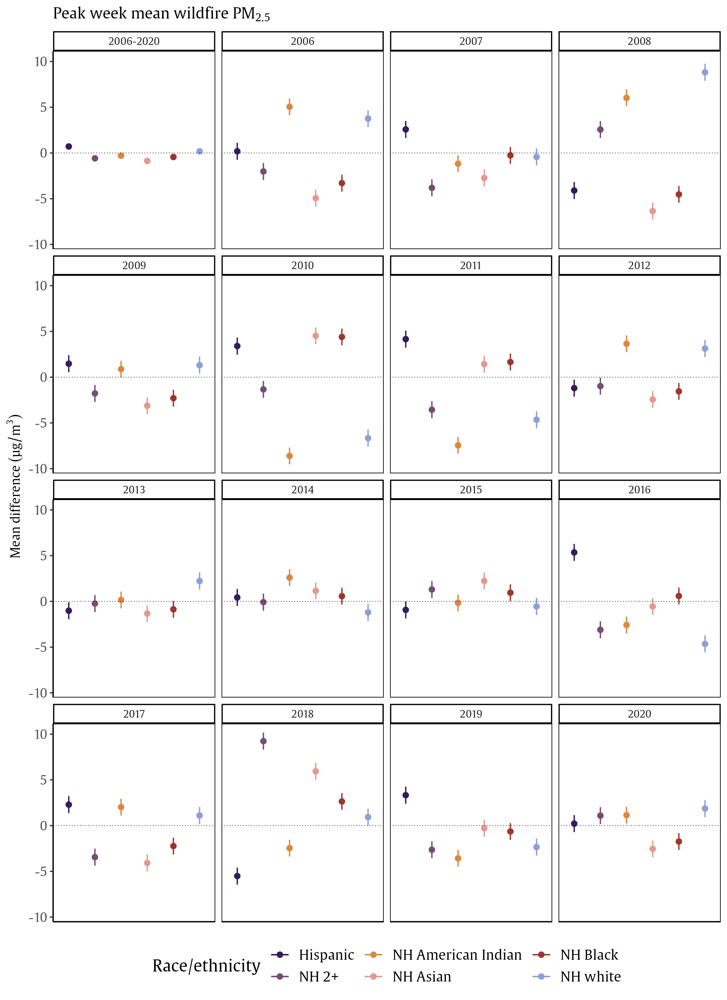 Peak week mean wildfire PM2.5
2006-2020 2006 2007 2008
10
5
0
-5
-10
2009 2010 2011 2012
10
5
0
-5
-10
Mean difference (µg/m³)
2013 2014 2015 2016
10
5
0
-5
-10
2017 2018 2019 2020
10
5
0
-5
-10
Race/ethnicity
Hispanic NH American Indian NH Black
NH 2+ NH Asian NH white